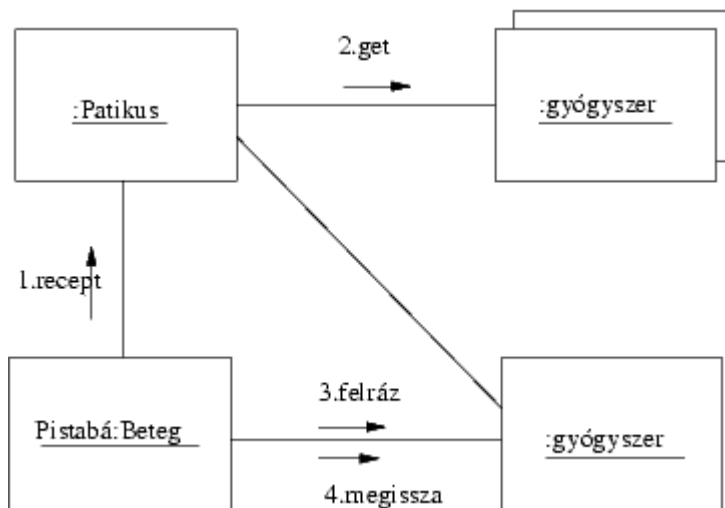 2.get
:Patikus
:gyógyszer
1.recept
3.felráz
Pistabá:Beteg
:gyógyszer
4.megissza